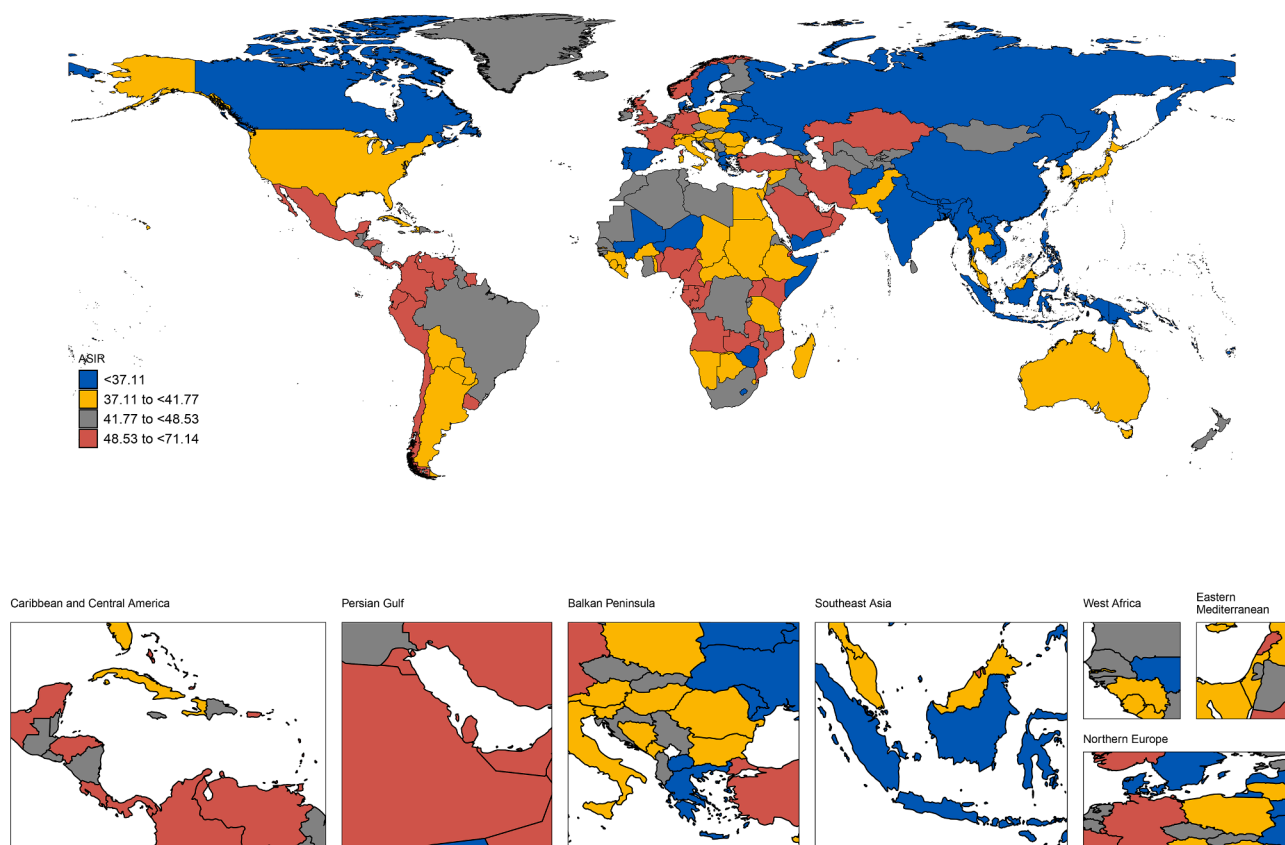 ASIR
<37.11
37.11 to <41.77
41.77 to <48.53
48.53 to <71.14
Caribbean and Central America
Persian Gulf
Balkan Peninsula
Southeast Asia
West Africa
Eastern
Mediterranean
Northern Europe